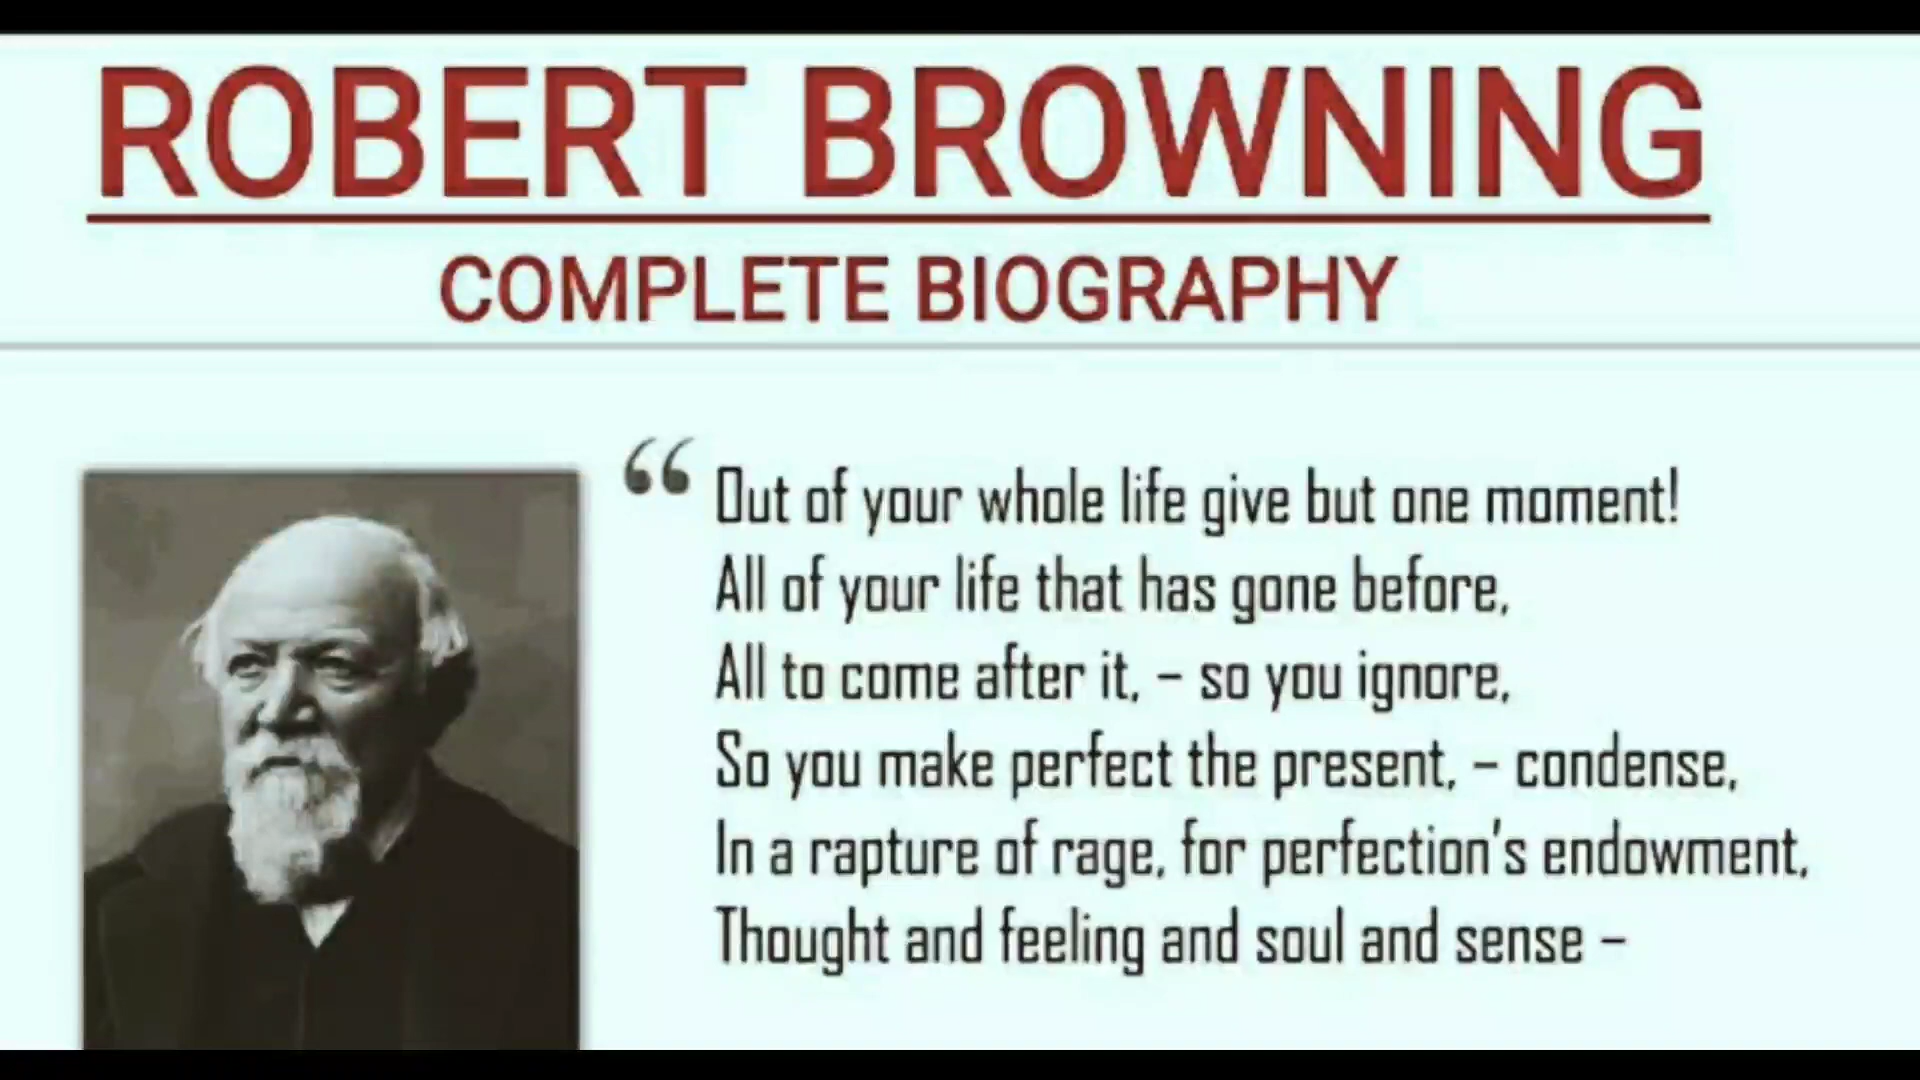 ROBERT BROWNING
COMPLETE BIOGRAPHY
“ Out of your whole life give but one moment!
All of your life that has gone before,
All to come after it, – so you ignore,
So you make perfect the present, – condense,
In a rapture of rage, for perfection’s endowment,
Thought and feeling and soul and sense –